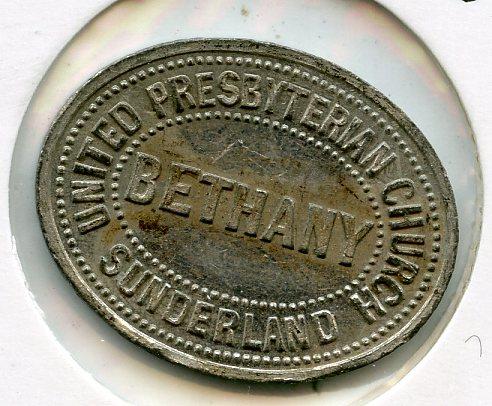 UNITED PRESBYTERIAN CHURCH
BETHANY
SUNDERLAND